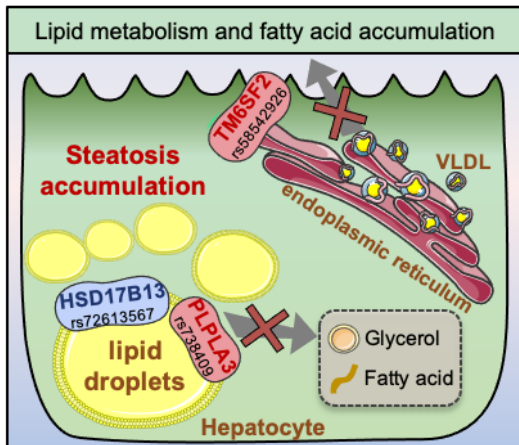 Lipid metabolism and fatty acid accumulation
TM6SF2
rs58542926
Steatosis
accumulation
VLDL
endoplasmic reticulum
HSD17B13
rs72613567
PLPLA3
rs738409
lipid
droplets
Glycerol
Fatty acid
Hepatocyte